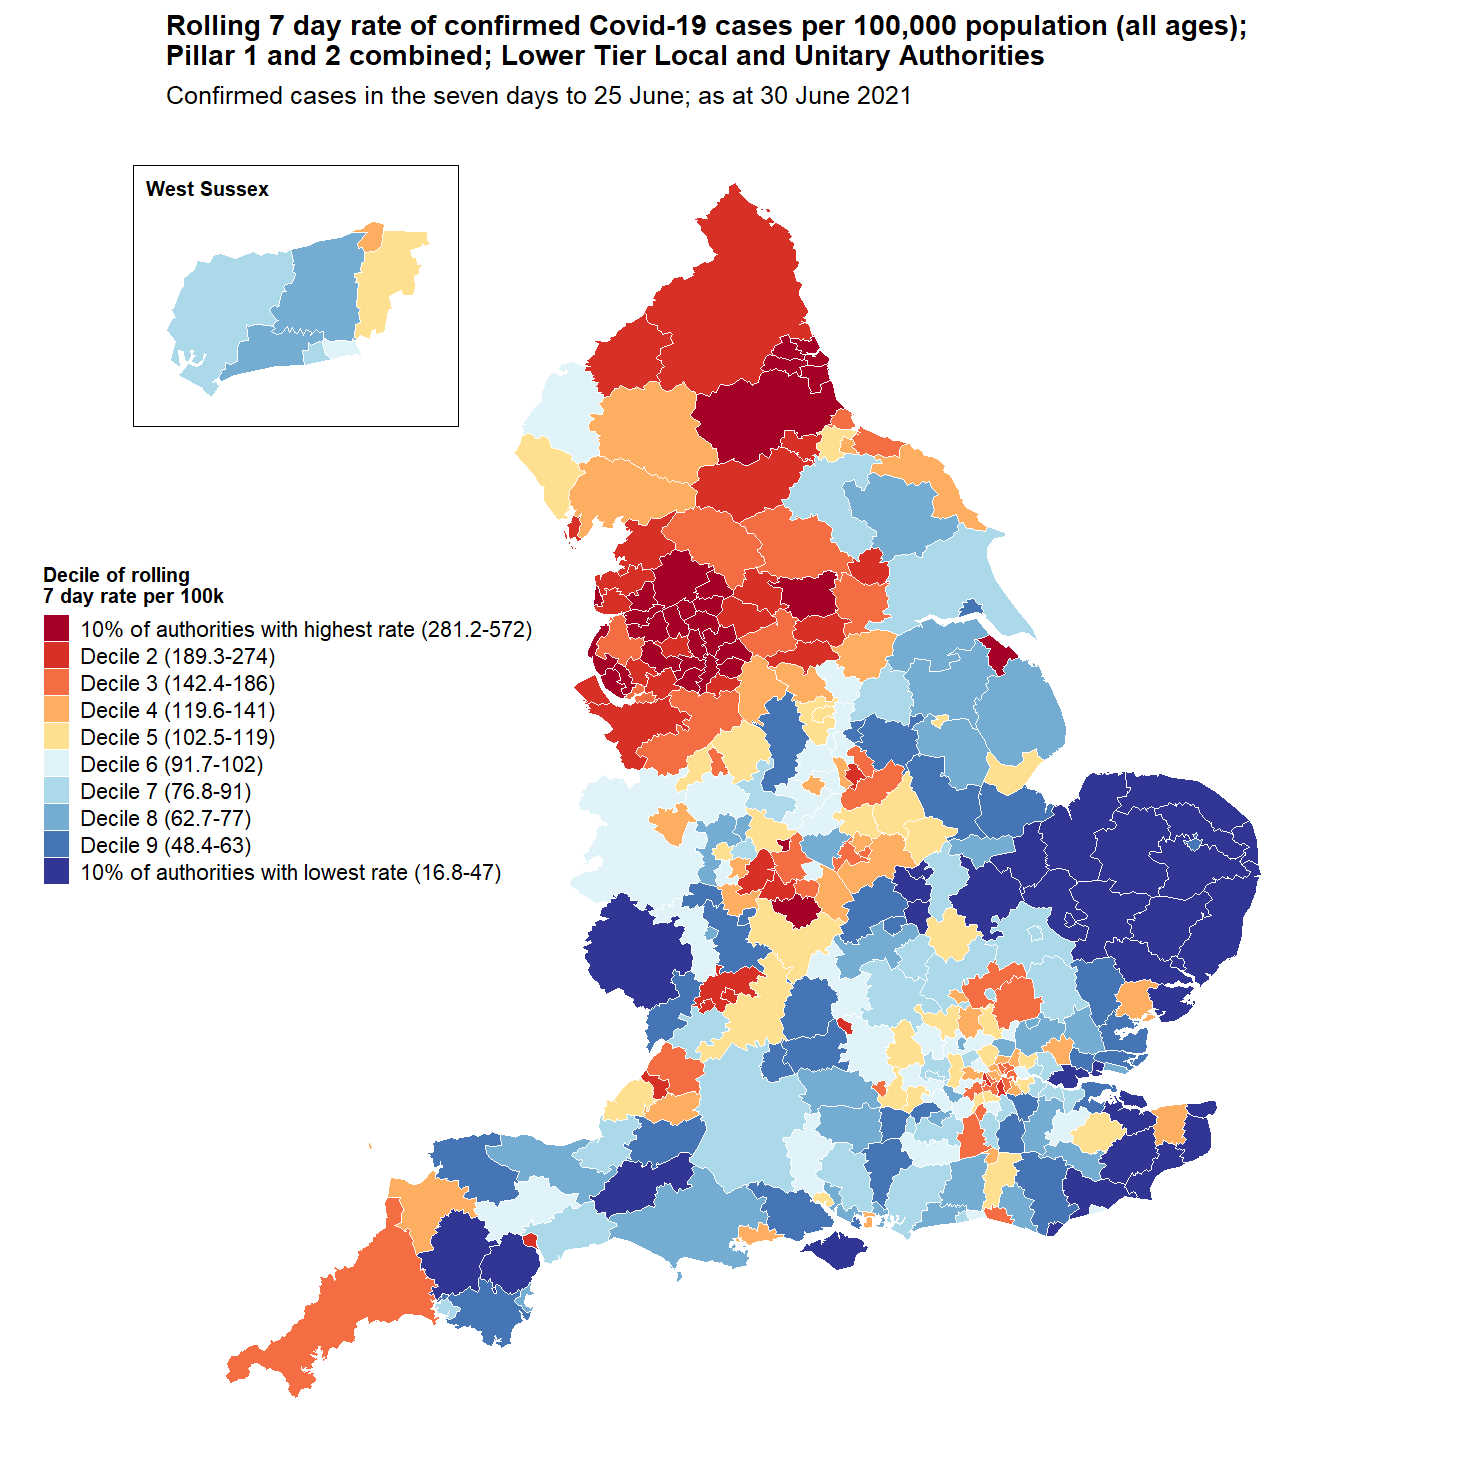 Rolling 7 day rate of confirmed Covid-19 cases per 100,000 population (all ages);
Pillar 1 and 2 combined; Lower Tier Local and Unitary Authorities
Confirmed cases in the seven days to 25 June; as at 30 June 2021
West Sussex
Decile of rolling
7 day rate per 100k
10% of authorities with highest rate (281.2-572)
Decile 2 (189.3-274)
Decile 3 (142.4-186)
Decile 4 (119.6-141)
Decile 5 (102.5-119)
Decile 6 (91.7-102)
Decile 7 (76.8-91)
Decile 8 (62.7-77)
Decile 9 (48.4-63)
10% of authorities with lowest rate (16.8-47)